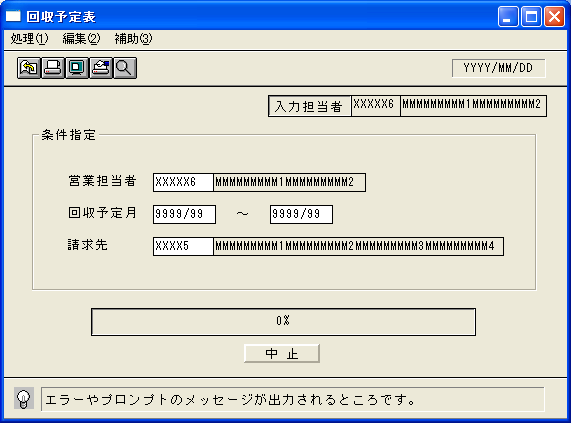 回収予定表
処理(1) 編集(2) 補助(3)
YYYY/MM/DD
入力担当者 XXXXX6 MMMMMMMMM1MMMMMMMMM2
条件指定
営業担当者 XXXXX6 MMMMMMMMM1MMMMMMMMM2
回収予定月 9999/99 ～ 9999/99
請求先 XXXX5 MMMMMMMMM1MMMMMMMMM2MMMMMMMMM3MMMMMMMMM4
0%
中 止
エラーやプロンプトのメッセージが出力されるところです。